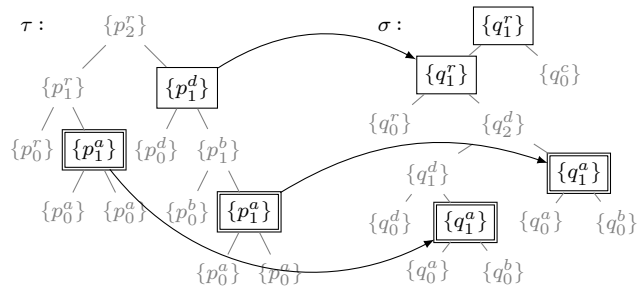 τ : {p_2^r} σ : {q_1^r}
{p_1^r} {p_1^d} {q_1^r} {q_0^c}
{p_0^r} {p_1^a} {p_0^d} {p_1^b} {q_0^r} {q_2^d}
{q_1^d} {q_1^a}
{p_0^a} {p_0^a} {p_0^b} {p_1^a} {q_0^d} {q_1^a} {q_0^a} {q_0^b}
{p_0^a} {p_0^a} {q_0^a} {q_0^b}